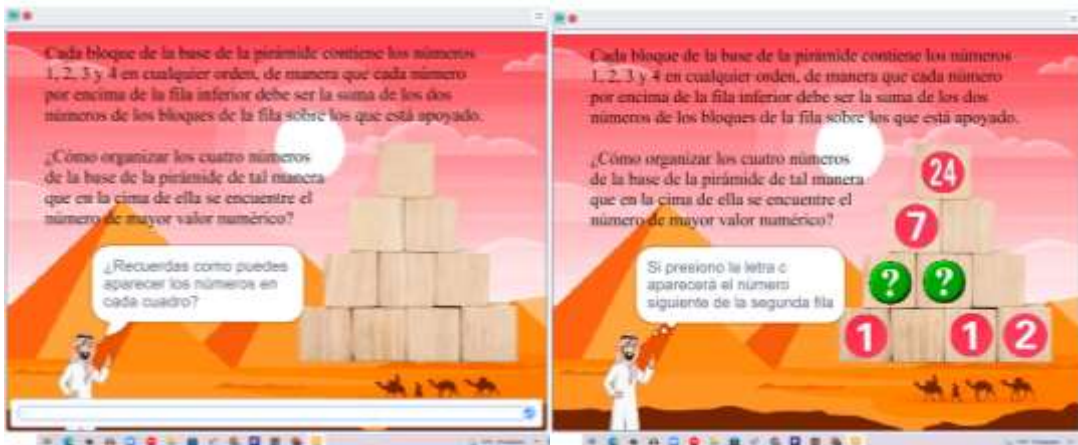 Cada bloque de la base de la pirámide contiene los números
1, 2, 3 y 4 en cualquier orden, de manera que cada número
por encima de la fila inferior debe ser la suma de los dos
números de los bloques de la fila sobre los que está apoyado.
¿Cómo organizar los cuatro números
de la base de la pirámide de tal manera
que en la cima de ella se encuentre el
número de mayor valor numérico?
¿Recuerdas como puedes
aparecer los números en
cada cuadro?
Cada bloque de la base de la pirámide contiene los números
1, 2, 3 y 4 en cualquier orden, de manera que cada número
por encima de la fila inferior debe ser la suma de los dos
números de los bloques de la fila sobre los que está apoyado.
¿Cómo organizar los cuatro números
de la base de la pirámide de tal manera
que en la cima de ella se encuentre el
número de mayor valor numérico?
24
7
Si presiono la letra c
aparecerá el número
siguiente de la segunda fila
? ?
1 1 2